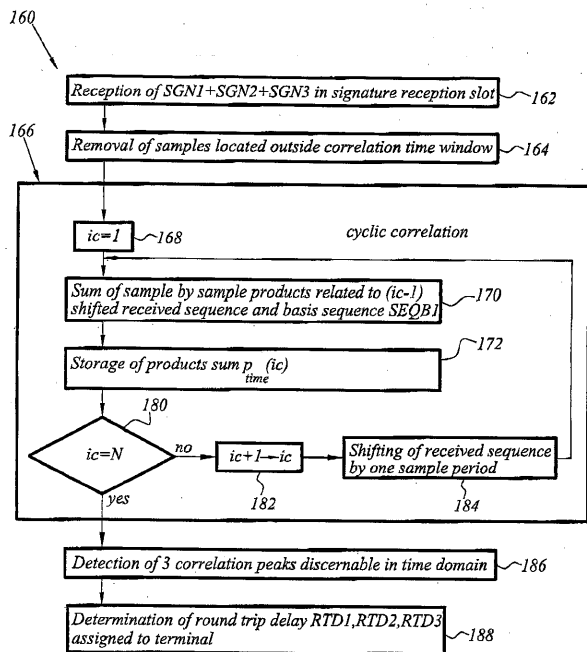 160
Reception of SGN1+SGN2+SGN3 in signature reception slot
162
166
Removal of samples located outside correlation time window
164
ic=1
168
cyclic correlation
Sum of sample by sample products related to (ic-1)
shifted received sequence and basis sequence SEQB1
170
172
Storage of products sum p time (ic)
180
ic=N
no
ic+1→ic
Shifting of received sequence
by one sample period
182
184
yes
Detection of 3 correlation peaks discernable in time domain
186
Determination of round trip delay RTD1,RTD2,RTD3
assigned to terminal
188